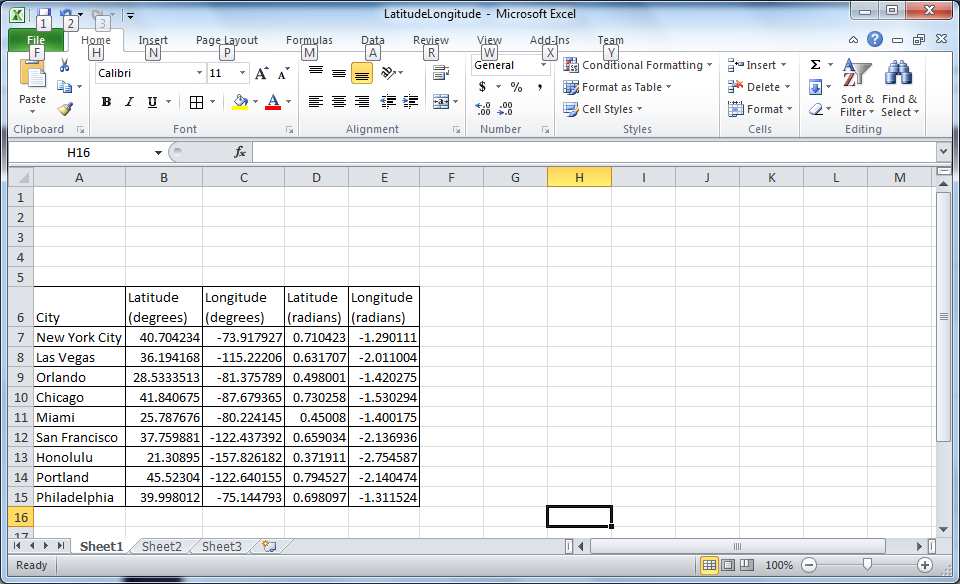 LatitudeLongitude - Microsoft Excel
1 2 3
File Home Insert Page Layout Formulas Data Review View Add-Ins Team
F H N P M A R W X Y
Calibri 11 General Conditional Formatting Insert Σ
Paste B I U A $ % , Format as Table Delete Sort & Filter Find & Select
Cell Styles Format
Clipboard Font Alignment Number Styles Cells Editing
H16 fx
A B C D E F G H I J K L M
1
2
3
4
5
6 City Latitude (degrees) Longitude (degrees) Latitude (radians) Longitude (radians)
7 New York City 40.704234 -73.917927 0.710423 -1.290111
8 Las Vegas 36.194168 -115.22206 0.631707 -2.011004
9 Orlando 28.5333513 -81.375789 0.498001 -1.420275
10 Chicago 41.840675 -87.679365 0.730258 -1.530294
11 Miami 25.787676 -80.224145 0.45008 -1.400175
12 San Francisco 37.759881 -122.437392 0.659034 -2.136936
13 Honolulu 21.30895 -157.826182 0.371911 -2.754587
14 Portland 45.52304 -122.640155 0.794527 -2.140474
15 Philadelphia 39.998012 -75.144793 0.698097 -1.311524
16
17
Sheet1 Sheet2 Sheet3
Ready 100%